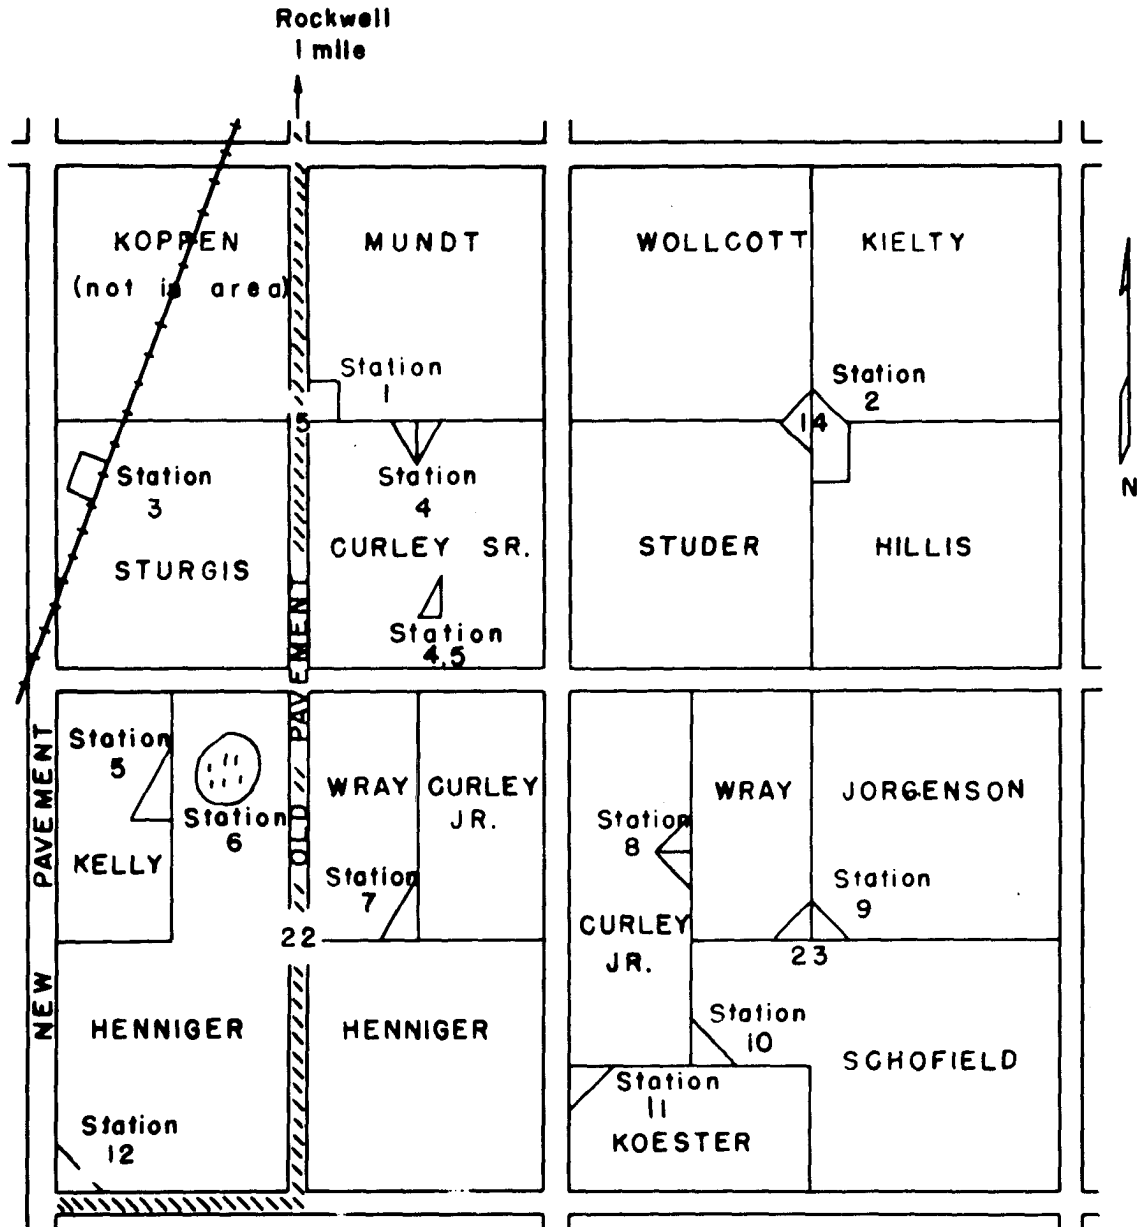 Rockwell
1 mile
KOPPEN
(not in area)
MUNDT
WOLLCOTT
KIELTY
Station
1
Station
2
15
14
Station
3
Station
4
N
STURGIS
CURLEY SR.
STUDER
HILLIS
Station
4.5
OLD PAVEMENT
NEW PAVEMENT
Station
5
Station
6
KELLY
WRAY
CURLEY
JR.
Station
7
WRAY
JORGENSON
Station
8
Station
9
22
CURLEY
JR.
23
HENNIGER
HENNIGER
Station
10
SCHOFIELD
Station
11
KOESTER
Station
12